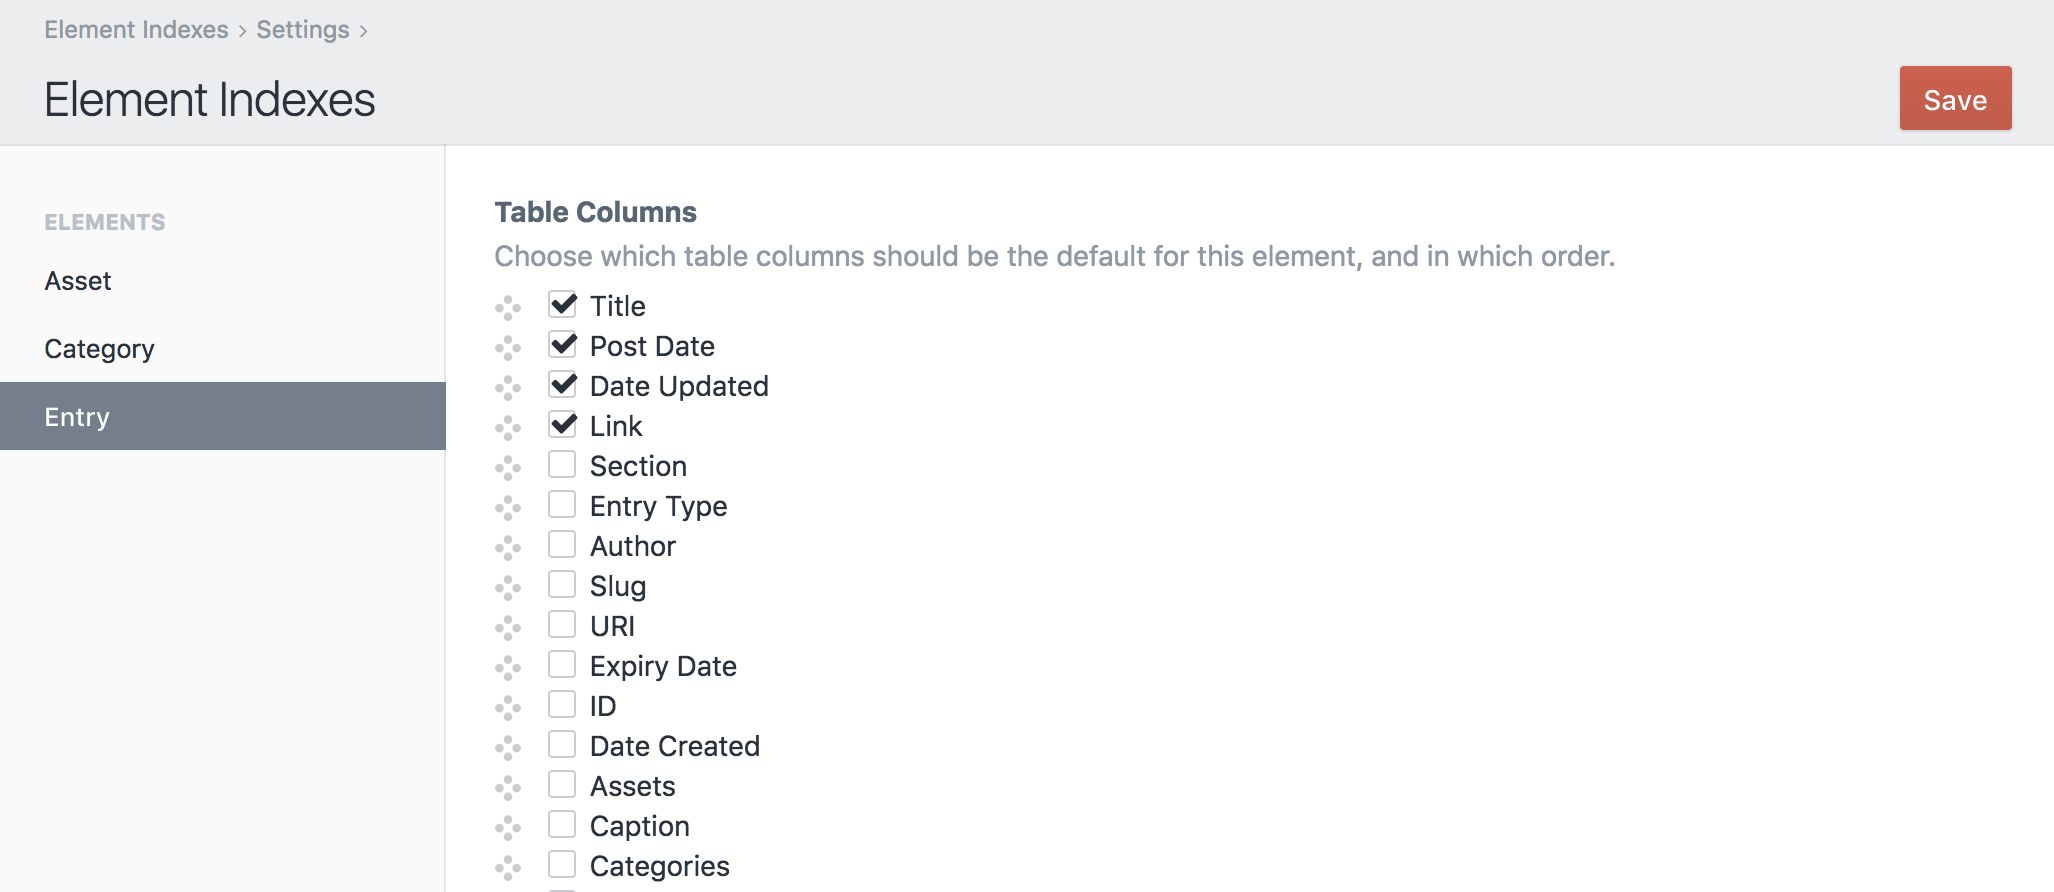 Element Indexes › Settings ›
Element Indexes
Save
ELEMENTS
Asset
Category
Entry
Table Columns
Choose which table columns should be the default for this element, and in which order.
Title
Post Date
Date Updated
Link
Section
Entry Type
Author
Slug
URI
Expiry Date
ID
Date Created
Assets
Caption
Categories